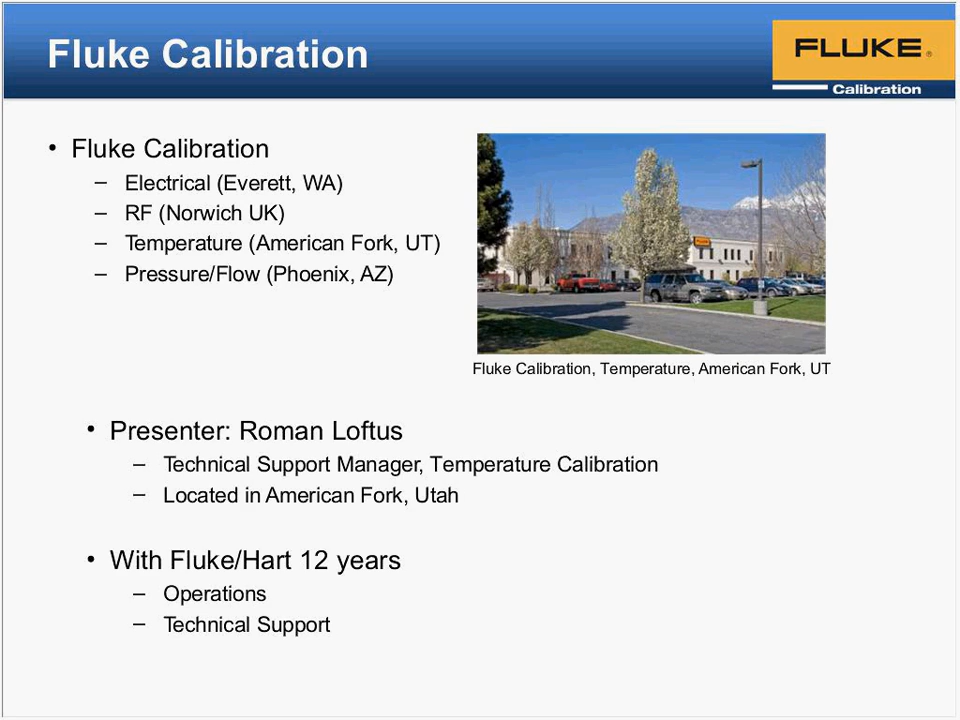 Fluke Calibration
FLUKE ®
Calibration
• Fluke Calibration
– Electrical (Everett, WA)
– RF (Norwich UK)
– Temperature (American Fork, UT)
– Pressure/Flow (Phoenix, AZ)
FLUKE
Fluke Calibration, Temperature, American Fork, UT
• Presenter: Roman Loftus
– Technical Support Manager, Temperature Calibration
– Located in American Fork, Utah
• With Fluke/Hart 12 years
– Operations
– Technical Support